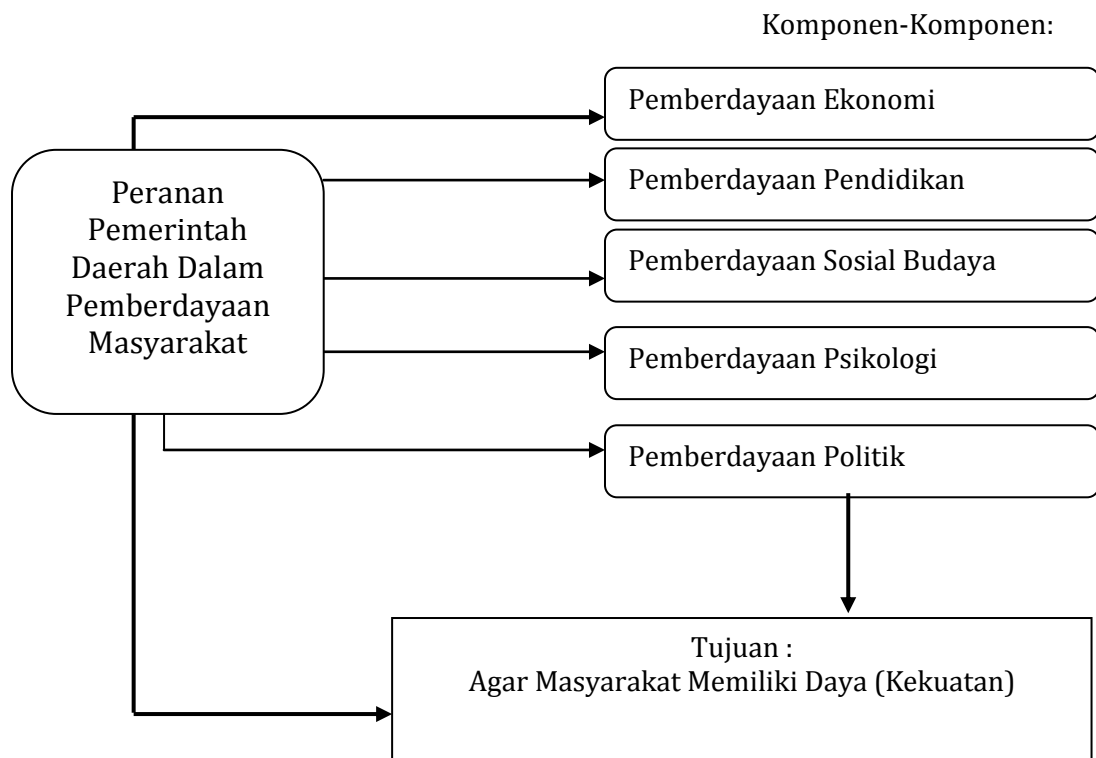 Komponen-Komponen:
Pemberdayaan Ekonomi
Peranan
Pemerintah
Daerah Dalam
Pemberdayaan
Masyarakat
Pemberdayaan Pendidikan
Pemberdayaan Sosial Budaya
Pemberdayaan Psikologi
Pemberdayaan Politik
Tujuan :
Agar Masyarakat Memiliki Daya (Kekuatan)